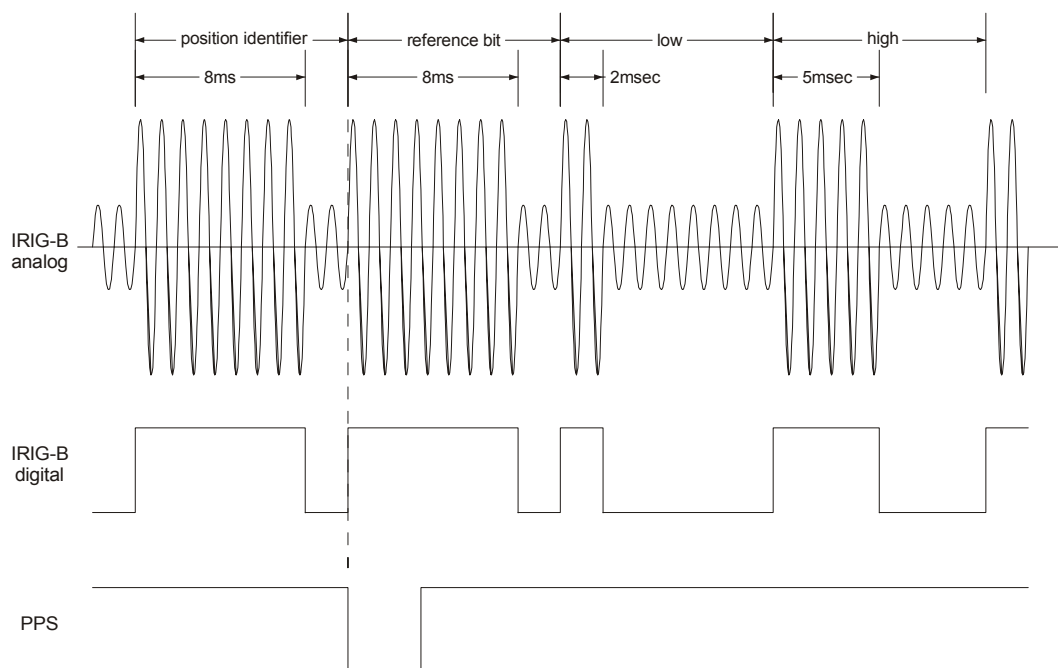 position identifier
reference bit
low
high
8ms
8ms
2msec
5msec
IRIG-B
analog
IRIG-B
digital
PPS